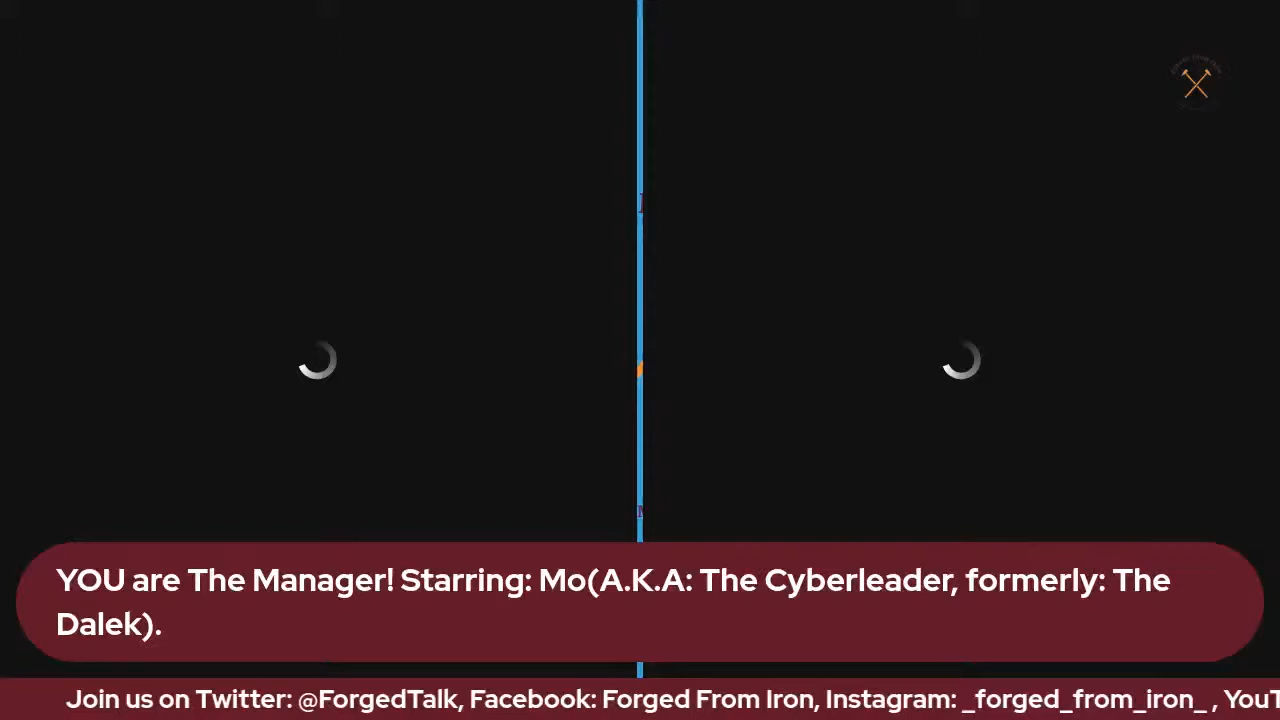 YOU are The Manager! Starring: Mo(A.K.A: The Cyberleader, formerly: The
Dalek).
Join us on Twitter: @ForgedTalk, Facebook: Forged From Iron, Instagram: _forged_from_iron_ , YouT